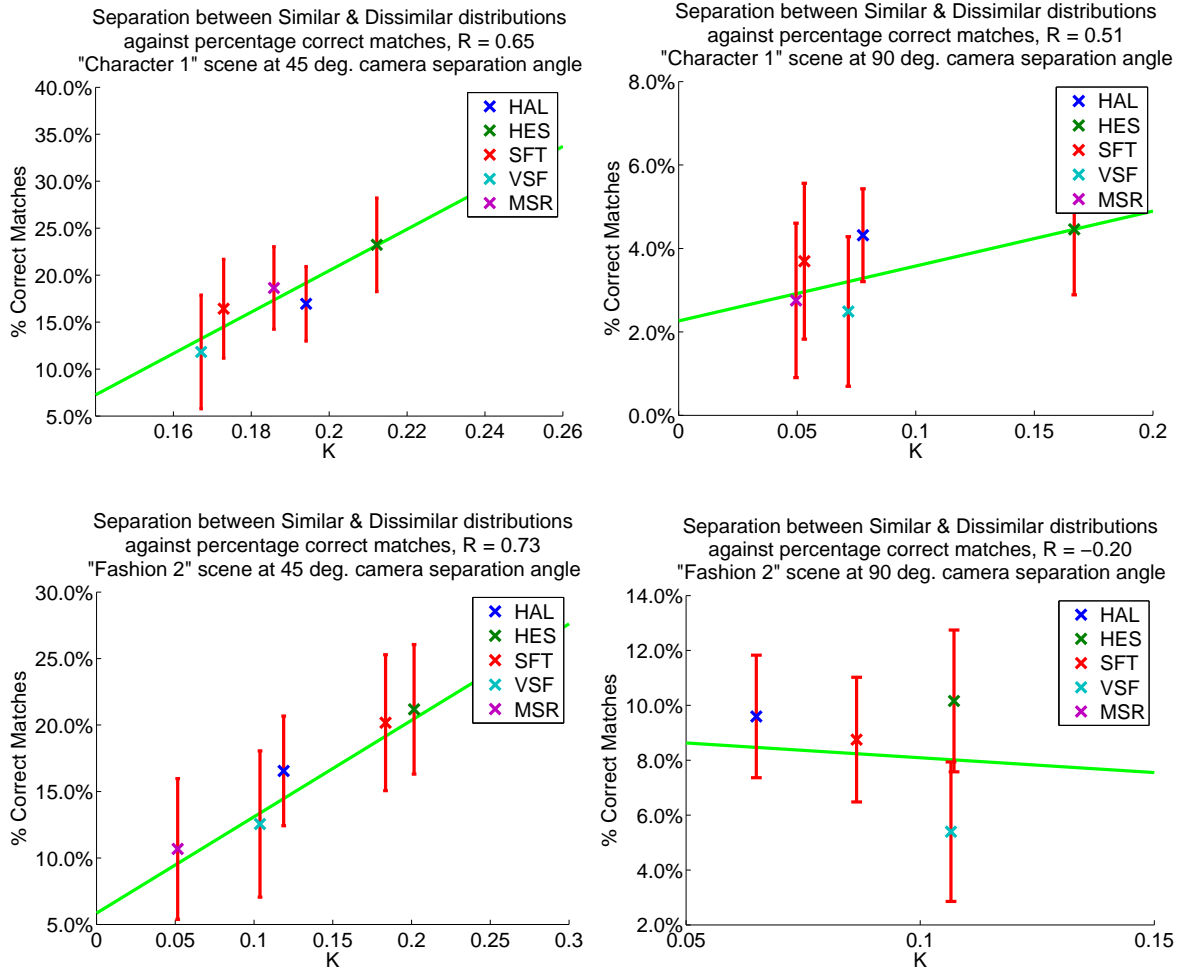 Separation between Similar & Dissimilar distributions
against percentage correct matches, R = 0.65
"Character 1" scene at 45 deg. camera separation angle
40.0%
35.0%
30.0%
25.0%
20.0%
15.0%
10.0%
5.0%
% Correct Matches
HAL
HES
SFT
VSF
MSR
0.16
0.18
0.2
0.22
0.24
0.26
K
Separation between Similar & Dissimilar distributions
against percentage correct matches, R = 0.51
"Character 1" scene at 90 deg. camera separation angle
8.0%
6.0%
4.0%
2.0%
0.0%
% Correct Matches
HAL
HES
SFT
VSF
MSR
0
0.05
0.1
0.15
0.2
K
Separation between Similar & Dissimilar distributions
against percentage correct matches, R = 0.73
"Fashion 2" scene at 45 deg. camera separation angle
30.0%
25.0%
20.0%
15.0%
10.0%
5.0%
% Correct Matches
HAL
HES
SFT
VSF
MSR
0
0.05
0.1
0.15
0.2
0.25
0.3
K
Separation between Similar & Dissimilar distributions
against percentage correct matches, R = −0.20
"Fashion 2" scene at 90 deg. camera separation angle
14.0%
12.0%
10.0%
8.0%
6.0%
4.0%
2.0%
% Correct Matches
HAL
HES
SFT
VSF
MSR
0.05
0.1
0.15
K